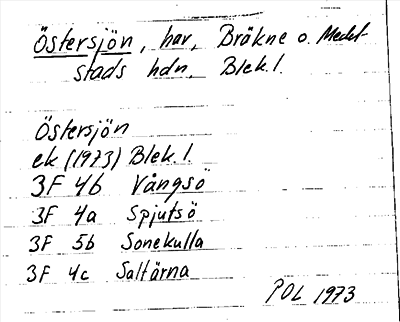 Östersjön, hav, Bräkne o. Medel-
stads hdn, Blek. l.
Östersjön
ek (1973) Blek. l.
3F 4b Vångsö
3F 4a Spjutsö
3F 5b Sonekulla
3F 4c Saltärna
POL 1973